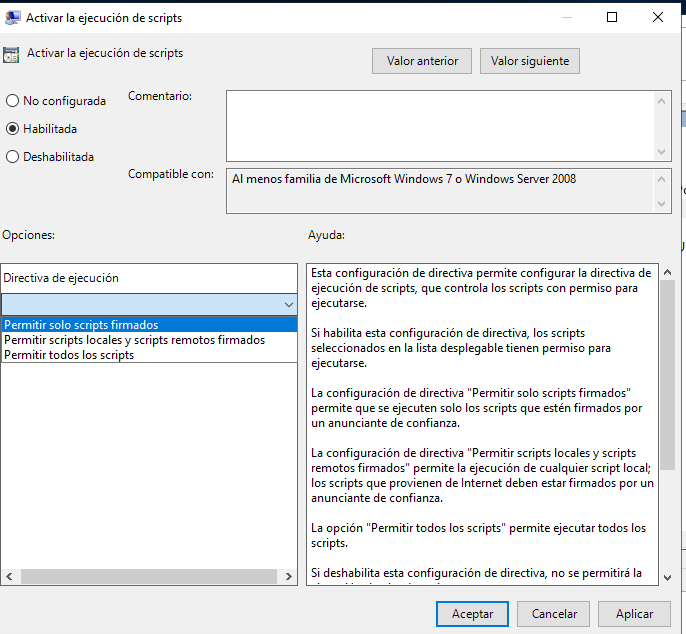 Activar la ejecución de scripts
Activar la ejecución de scripts
Valor anterior
Valor siguiente
No configurada
Habilitada
Deshabilitada
Comentario:
Compatible con:
Al menos familia de Microsoft Windows 7 o Windows Server 2008
Opciones:
Ayuda:
Directiva de ejecución
Permitir solo scripts firmados
Permitir scripts locales y scripts remotos firmados
Permitir todos los scripts
Esta configuración de directiva permite configurar la directiva de
ejecución de scripts, que controla los scripts con permiso para
ejecutarse.
Si habilita esta configuración de directiva, los scripts
seleccionados en la lista desplegable tienen permiso para
ejecutarse.
La configuración de directiva "Permitir solo scripts firmados"
permite que se ejecuten solo los scripts que estén firmados por
un anunciante de confianza.
La configuración de directiva "Permitir scripts locales y scripts
remotos firmados" permite la ejecución de cualquier script local;
los scripts que provienen de Internet deben estar firmados por un
anunciante de confianza.
La opción "Permitir todos los scripts" permite ejecutar todos los
scripts.
Si deshabilita esta configuración de directiva, no se permitirá la
Aceptar
Cancelar
Aplicar